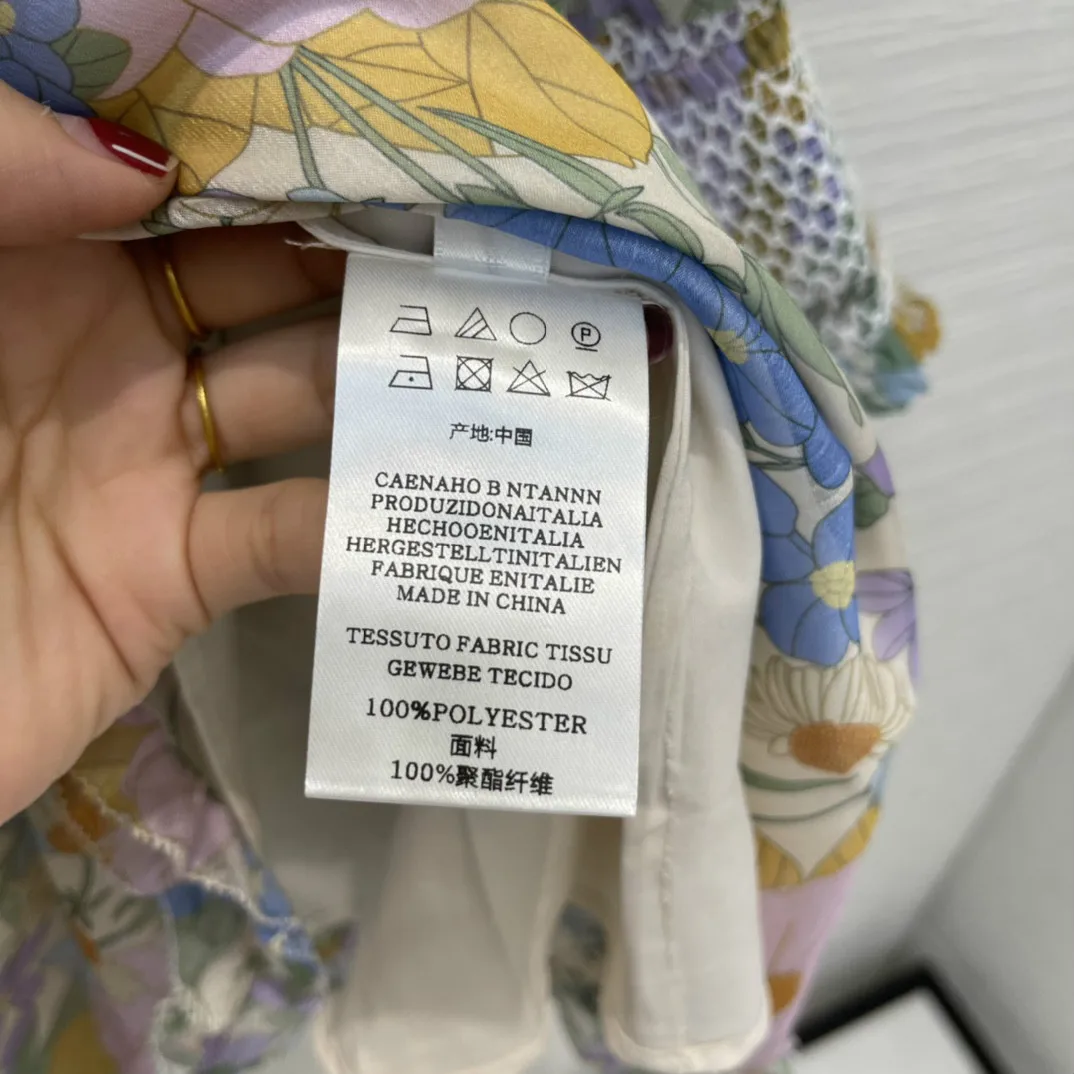 P
产地:中国
CAENAHO B NTANNN
PRODUZIDONAITALIA
HECHOOENITALIA
HERGESTELLTINITALIEN
FABRIQUE ENITALIE
MADE IN CHINA
TESSUTO FABRIC TISSU
GEWEBE TECIDO
100%POLYESTER
面料
100%聚酯纤维